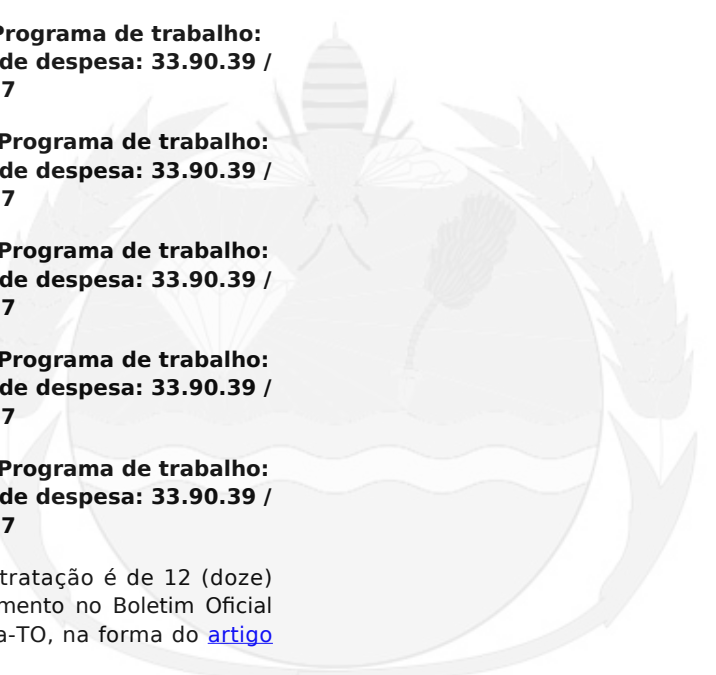 Programa de trabalho:
de despesa: 33.90.39 /
7
Programa de trabalho:
de despesa: 33.90.39 /
7
Programa de trabalho:
de despesa: 33.90.39 /
7
Programa de trabalho:
de despesa: 33.90.39 /
7
Programa de trabalho:
de despesa: 33.90.39 /
7
tratação é de 12 (doze)
mento no Boletim Oficial
a-TO, na forma do artigo